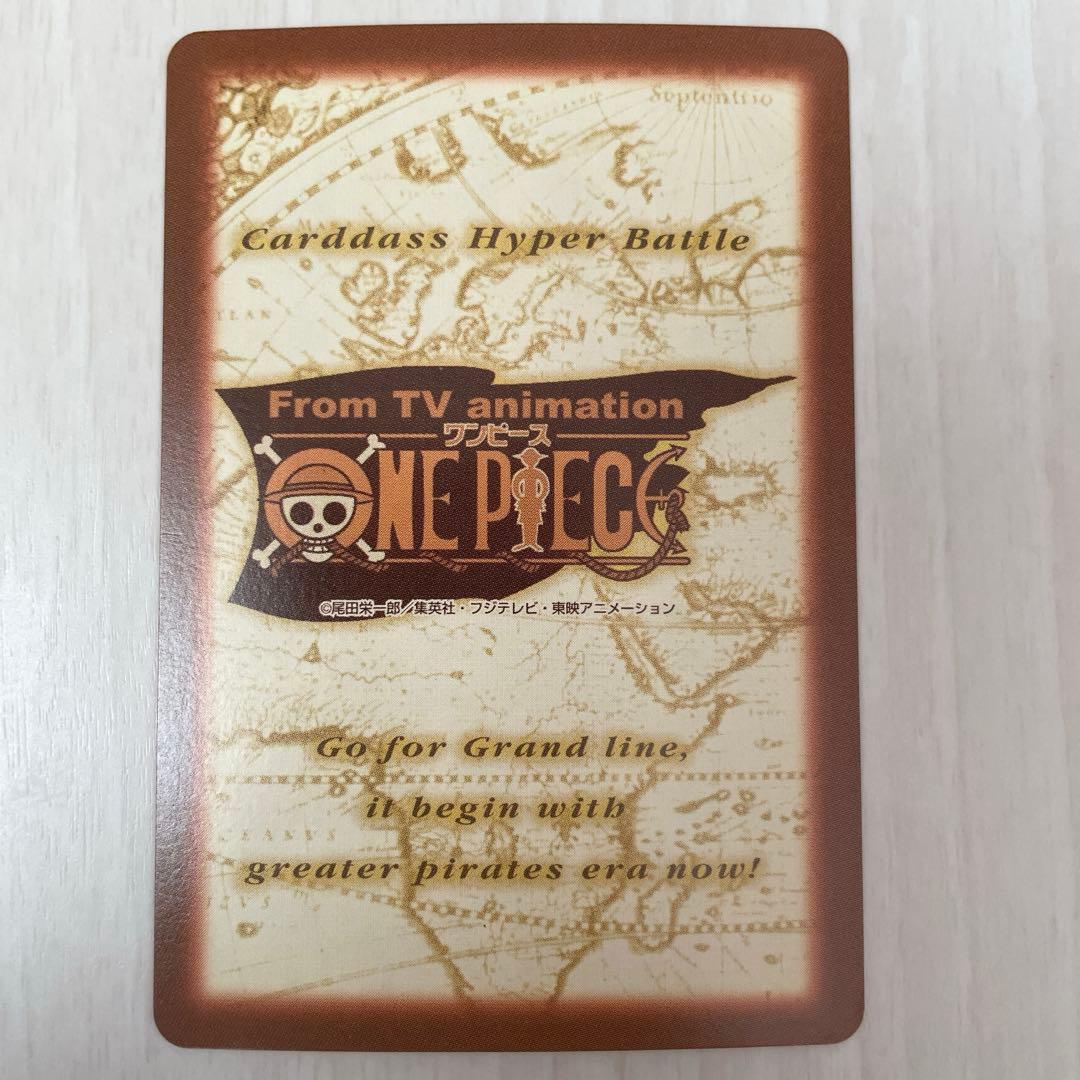 Septentrio
Carddass Hyper Battle
From TV animation
ワンピース
ONE PIECE
©尾田栄一郎／集英社・フジテレビ・東映アニメーション
Go for Grand line,
it begin with
greater pirates era now!